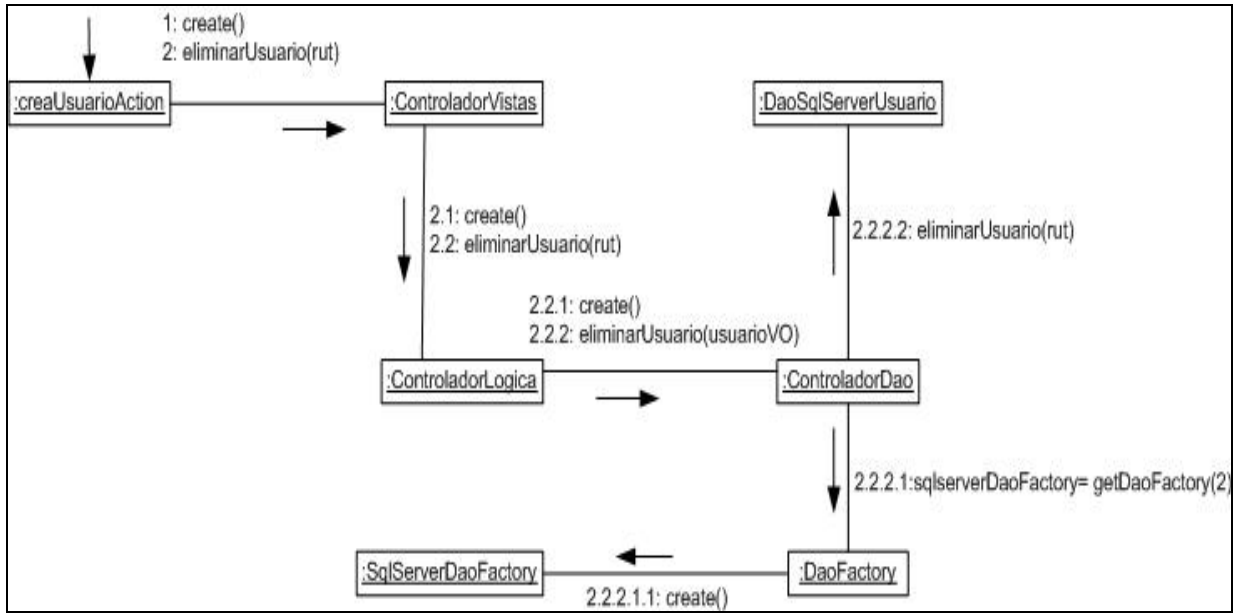 1: create()
2: eliminarUsuario(rut)
:creaUsuarioAction
:ControladorVistas
:DaoSqlServerUsuario
2.1: create()
2.2: eliminarUsuario(rut)
2.2.2.2: eliminarUsuario(rut)
2.2.1: create()
2.2.2: eliminarUsuario(usuarioVO)
:ControladorLogica
:ControladorDao
2.2.2.1:sqlserverDaoFactory= getDaoFactory(2)
:SqlServerDaoFactory
:DaoFactory
2.2.2.1.1: create()